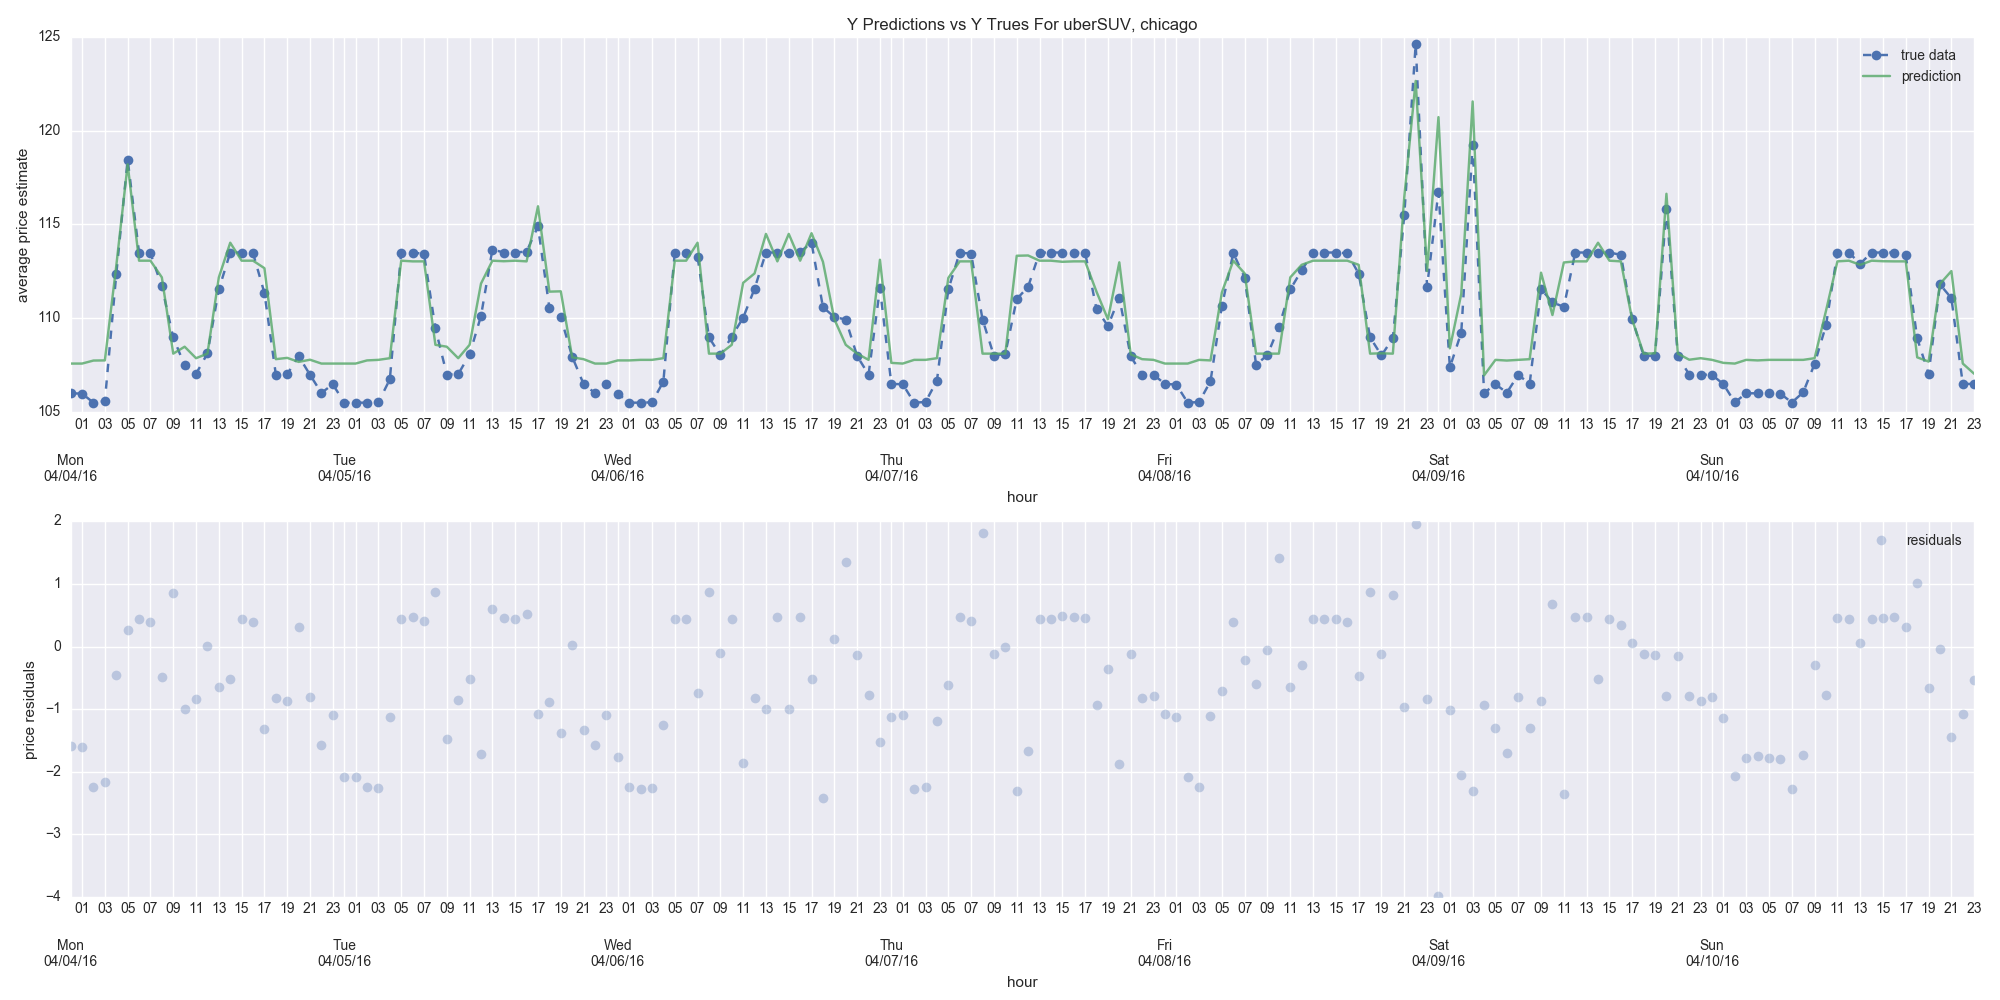 Y Predictions vs Y Trues For uberSUV, chicago
125
120
115
110
105
average price estimate
true data
prediction
01 03 05 07 09 11 13 15 17 19 21 23 01 03 05 07 09 11 13 15 17 19 21 23 01 03 05 07 09 11 13 15 17 19 21 23 01 03 05 07 09 11 13 15 17 19 21 23 01 03 05 07 09 11 13 15 17 19 21 23 01 03 05 07 09 11 13 15 17 19 21 23 01 03 05 07 09 11 13 15 17 19 21 23
Mon Tue Wed Thu Fri Sat Sun
04/04/16 04/05/16 04/06/16 04/07/16 04/08/16 04/09/16 04/10/16
hour
2
1
0
−1
−2
−3
−4
price residuals
residuals
01 03 05 07 09 11 13 15 17 19 21 23 01 03 05 07 09 11 13 15 17 19 21 23 01 03 05 07 09 11 13 15 17 19 21 23 01 03 05 07 09 11 13 15 17 19 21 23 01 03 05 07 09 11 13 15 17 19 21 23 01 03 05 07 09 11 13 15 17 19 21 23 01 03 05 07 09 11 13 15 17 19 21 23
Mon Tue Wed Thu Fri Sat Sun
04/04/16 04/05/16 04/06/16 04/07/16 04/08/16 04/09/16 04/10/16
hour